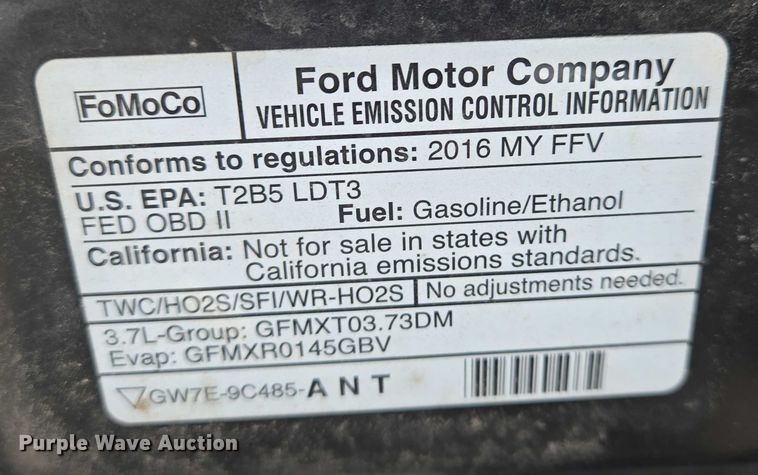 FoMoCo
Ford Motor Company
VEHICLE EMISSION CONTROL INFORMATION
Conforms to regulations: 2016 MY FFV
U.S. EPA: T2B5 LDT3
FED OBD II Fuel: Gasoline/Ethanol
California: Not for sale in states with
California emissions standards.
TWC/HO2S/SFI/WR-HO2S No adjustments needed.
3.7L-Group: GFMXT03.73DM
Evap: GFMXR0145GBV
GW7E-9C485-ANT
Purple Wave Auction